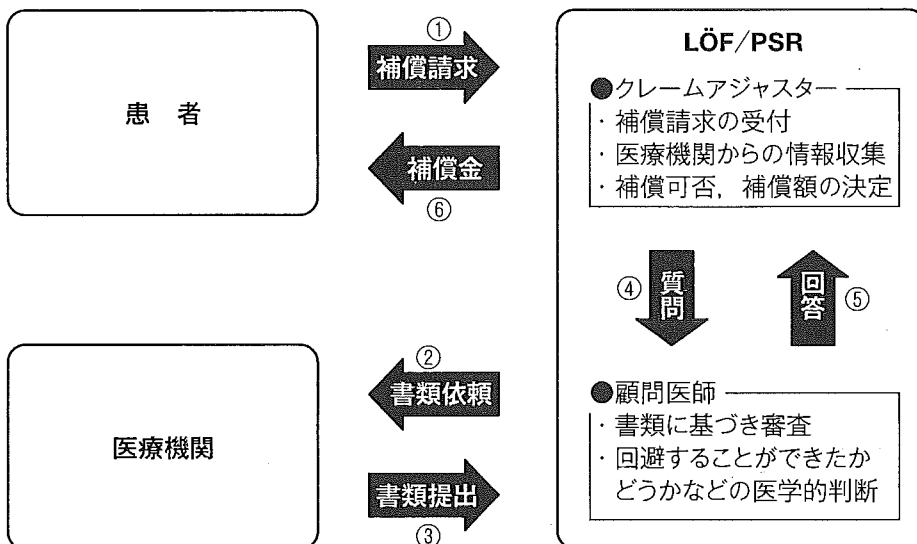 患　者
①
補償請求
補償金
⑥
LÖF/PSR
●クレームアジャスター
・補償請求の受付
・医療機関からの情報収集
・補償可否，補償額の決定
④
質問
回答
⑤
医療機関
②
書類依頼
書類提出
③
●顧問医師
・書類に基づき審査
・回避することができたか
どうかなどの医学的判断